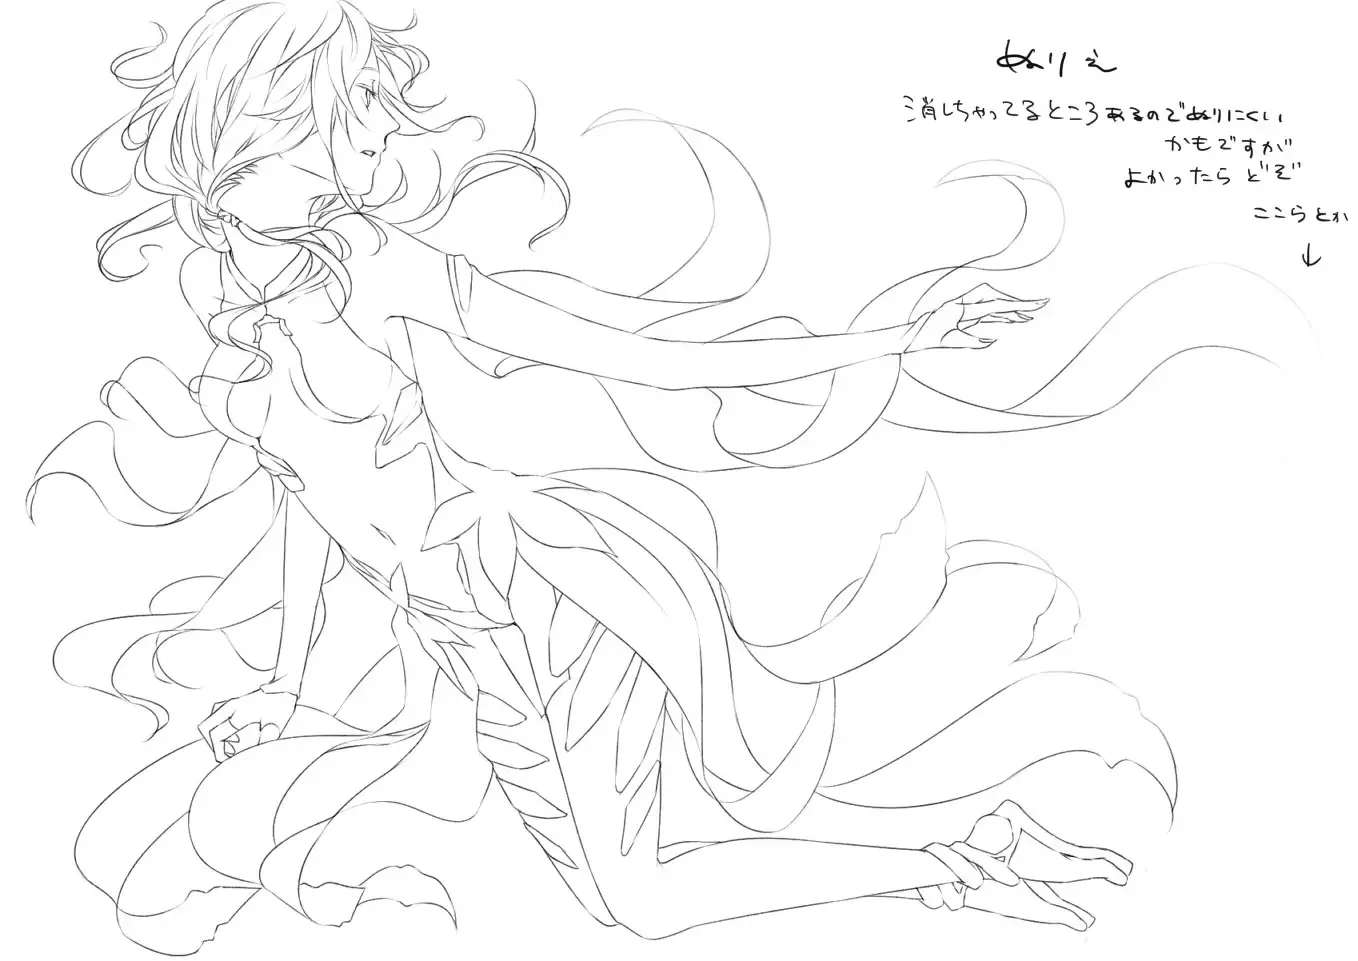 ぬりえ
消しちゃってるところあるのでぬりにくい
かもですが
よかったら どぞ
ここらとか
↓